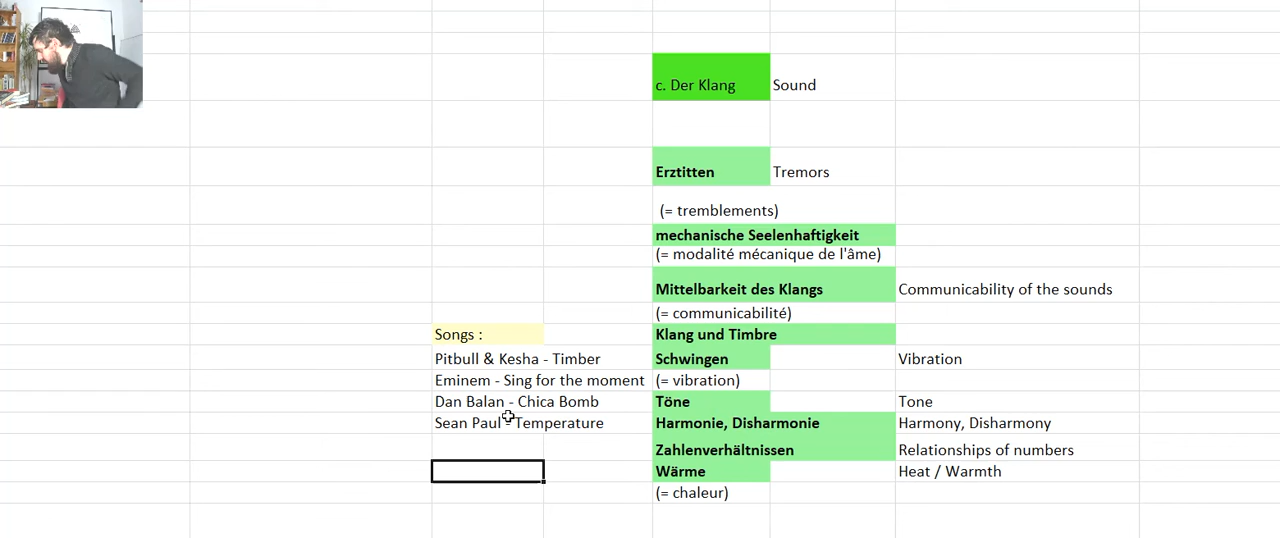 c. Der Klang Sound
Erztitten Tremors
(= tremblements)
mechanische Seelenhaftigkeit
(= modalité mécanique de l'âme)
Mittelbarkeit des Klangs Communicability of the sounds
(= communicabilité)
Songs : Klang und Timbre
Pitbull & Kesha - Timber Schwingen Vibration
Eminem - Sing for the moment (= vibration)
Dan Balan - Chica Bomb Töne Tone
Sean Paul - Temperature Harmonie, Disharmonie Harmony, Disharmony
Zahlenverhältnissen Relationships of numbers
Wärme Heat / Warmth
(= chaleur)